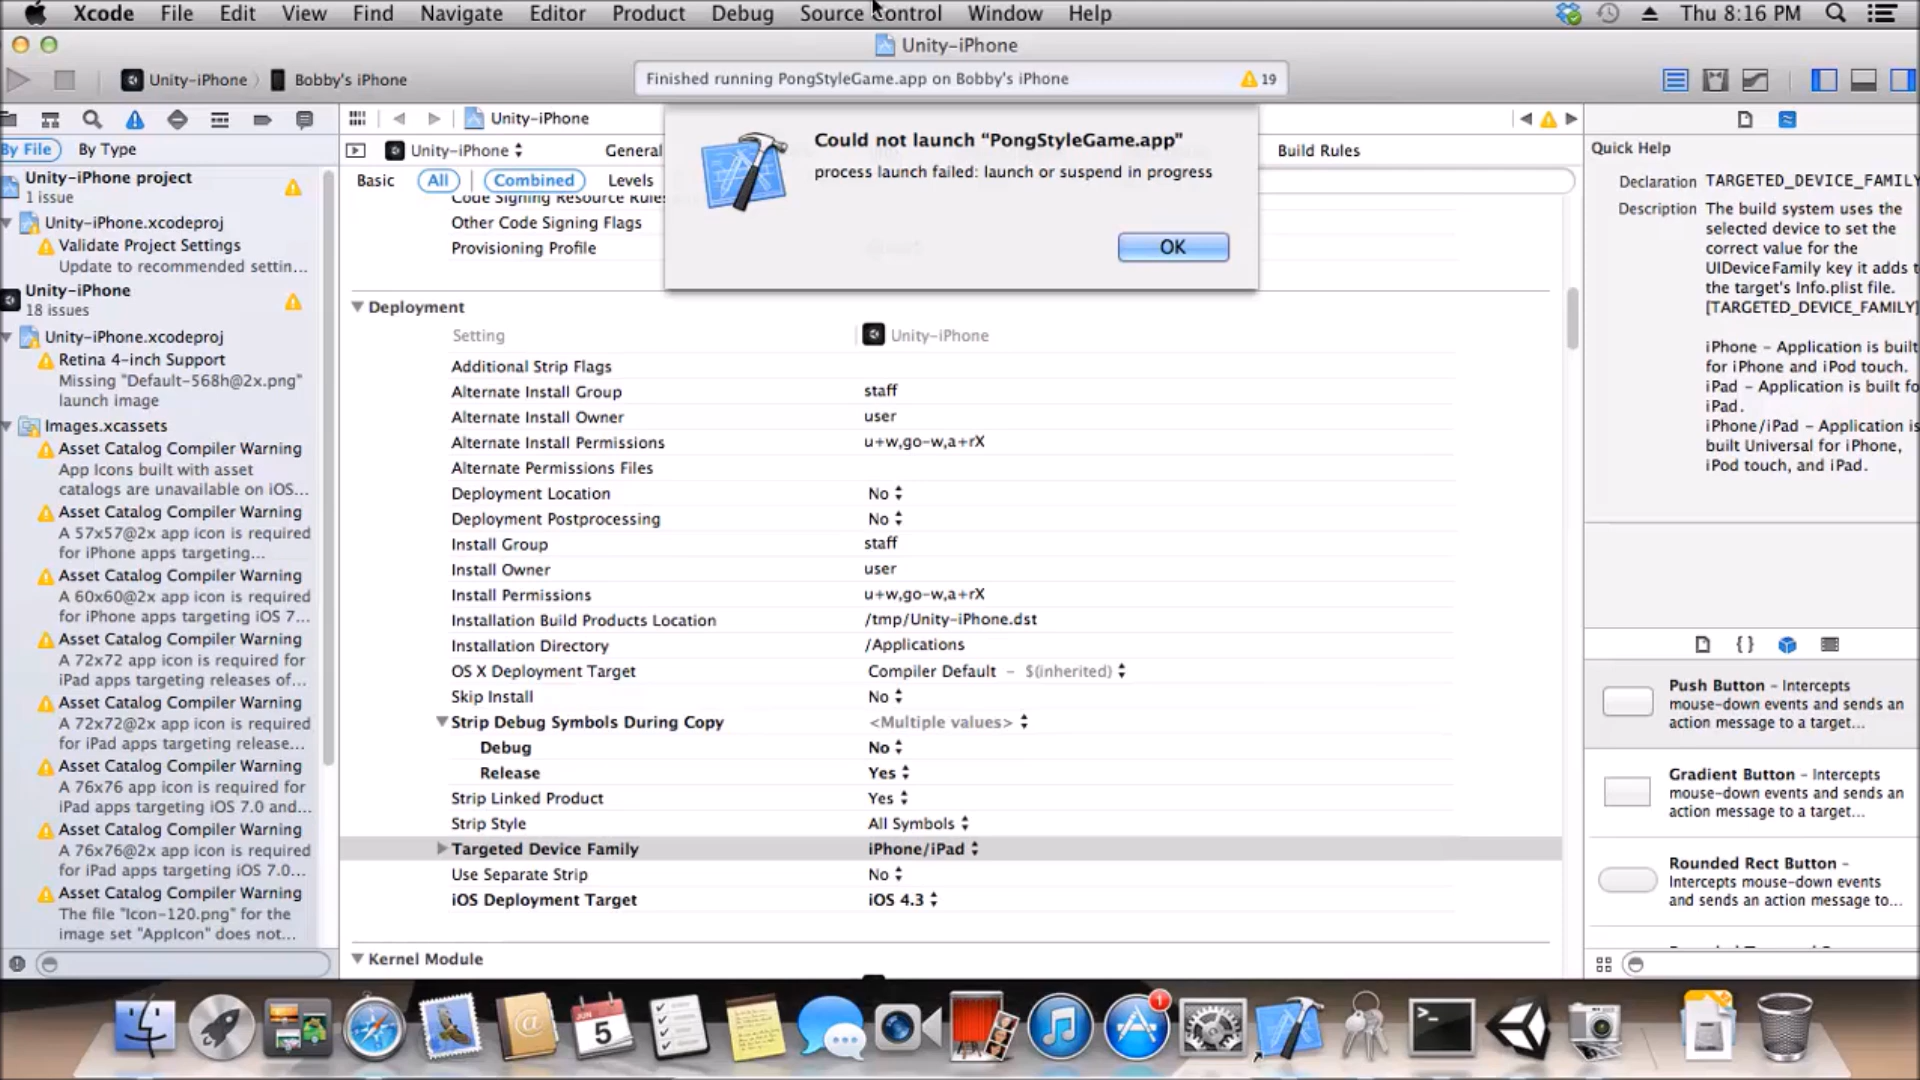 Xcode File Edit View Find Navigate Editor Product Debug Source Control Window Help Thu 8:16 PM
Unity-iPhone
Unity-iPhone Bobby's iPhone
Finished running PongStyleGame.app on Bobby's iPhone 19
Unity-iPhone
By File By Type
Unity-iPhone General Build Rules
Basic All Combined Levels
Could not launch “PongStyleGame.app”
process launch failed: launch or suspend in progress
OK
Unity-iPhone project
1 issue
Unity-iPhone.xcodeproj
Validate Project Settings
Update to recommended settin...
Unity-iPhone
18 issues
Unity-iPhone.xcodeproj
Retina 4-inch Support
Missing "Default-568h@2x.png"
launch image
Images.xcassets
Asset Catalog Compiler Warning
App Icons built with asset
catalogs are unavailable on iOS...
Asset Catalog Compiler Warning
A 57x57@2x app icon is required
for iPhone apps targeting...
Asset Catalog Compiler Warning
A 60x60@2x app icon is required
for iPhone apps targeting iOS 7...
Asset Catalog Compiler Warning
A 72x72 app icon is required for
iPad apps targeting releases of...
Asset Catalog Compiler Warning
A 72x72@2x app icon is required
for iPad apps targeting release...
Asset Catalog Compiler Warning
A 76x76 app icon is required for
iPad apps targeting iOS 7.0 and...
Asset Catalog Compiler Warning
A 76x76@2x app icon is required
for iPad apps targeting iOS 7.0...
Asset Catalog Compiler Warning
The file "Icon-120.png" for the
image set "AppIcon" does not...
Code Signing Resource Rules
Other Code Signing Flags
Provisioning Profile
Deployment
Setting Unity-iPhone
Additional Strip Flags
Alternate Install Group staff
Alternate Install Owner user
Alternate Install Permissions u+w,go-w,a+rX
Alternate Permissions Files
Deployment Location No
Deployment Postprocessing No
Install Group staff
Install Owner user
Install Permissions u+w,go-w,a+rX
Installation Build Products Location /tmp/Unity-iPhone.dst
Installation Directory /Applications
OS X Deployment Target Compiler Default - $(inherited)
Skip Install No
Strip Debug Symbols During Copy <Multiple values>
Debug No
Release Yes
Strip Linked Product Yes
Strip Style All Symbols
Targeted Device Family iPhone/iPad
Use Separate Strip No
iOS Deployment Target iOS 4.3
Kernel Module
Quick Help
Declaration TARGETED_DEVICE_FAMILY
Description The build system uses the
selected device to set the
correct value for the
UIDeviceFamily key it adds t
the target's Info.plist file.
[TARGETED_DEVICE_FAMILY]
iPhone - Application is built
for iPhone and iPod touch.
iPad - Application is built fo
iPad.
iPhone/iPad - Application is
built Universal for iPhone,
iPod touch, and iPad.
{ }
Push Button - Intercepts
mouse-down events and sends an
action message to a target...
Gradient Button - Intercepts
mouse-down events and sends an
action message to a target...
Rounded Rect Button -
Intercepts mouse-down events
and sends an action message to...
JUN
5
1